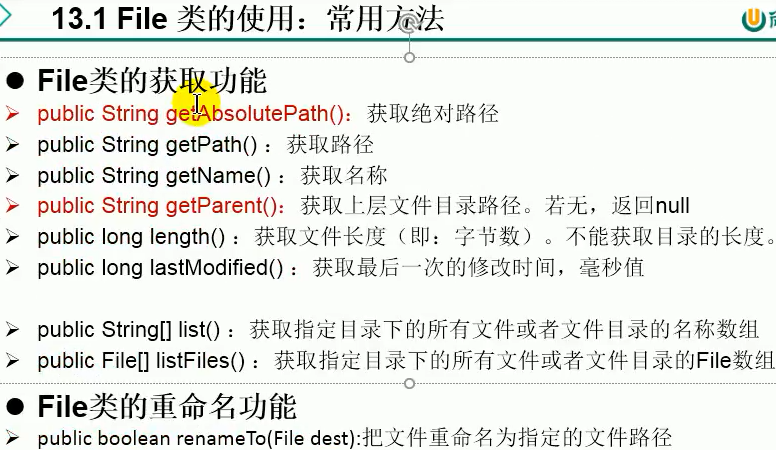 13.1 File 类的使用：常用方法
File类的获取功能
public String getAbsolutePath()：获取绝对路径
public String getPath() ：获取路径
public String getName() ：获取名称
public String getParent()：获取上层文件目录路径。若无，返回null
public long length() ：获取文件长度（即：字节数）。不能获取目录的长度。
public long lastModified() ：获取最后一次的修改时间，毫秒值
public String[] list() ：获取指定目录下的所有文件或者文件目录的名称数组
public File[] listFiles() ：获取指定目录下的所有文件或者文件目录的File数组
File类的重命名功能
public boolean renameTo(File dest):把文件重命名为指定的文件路径